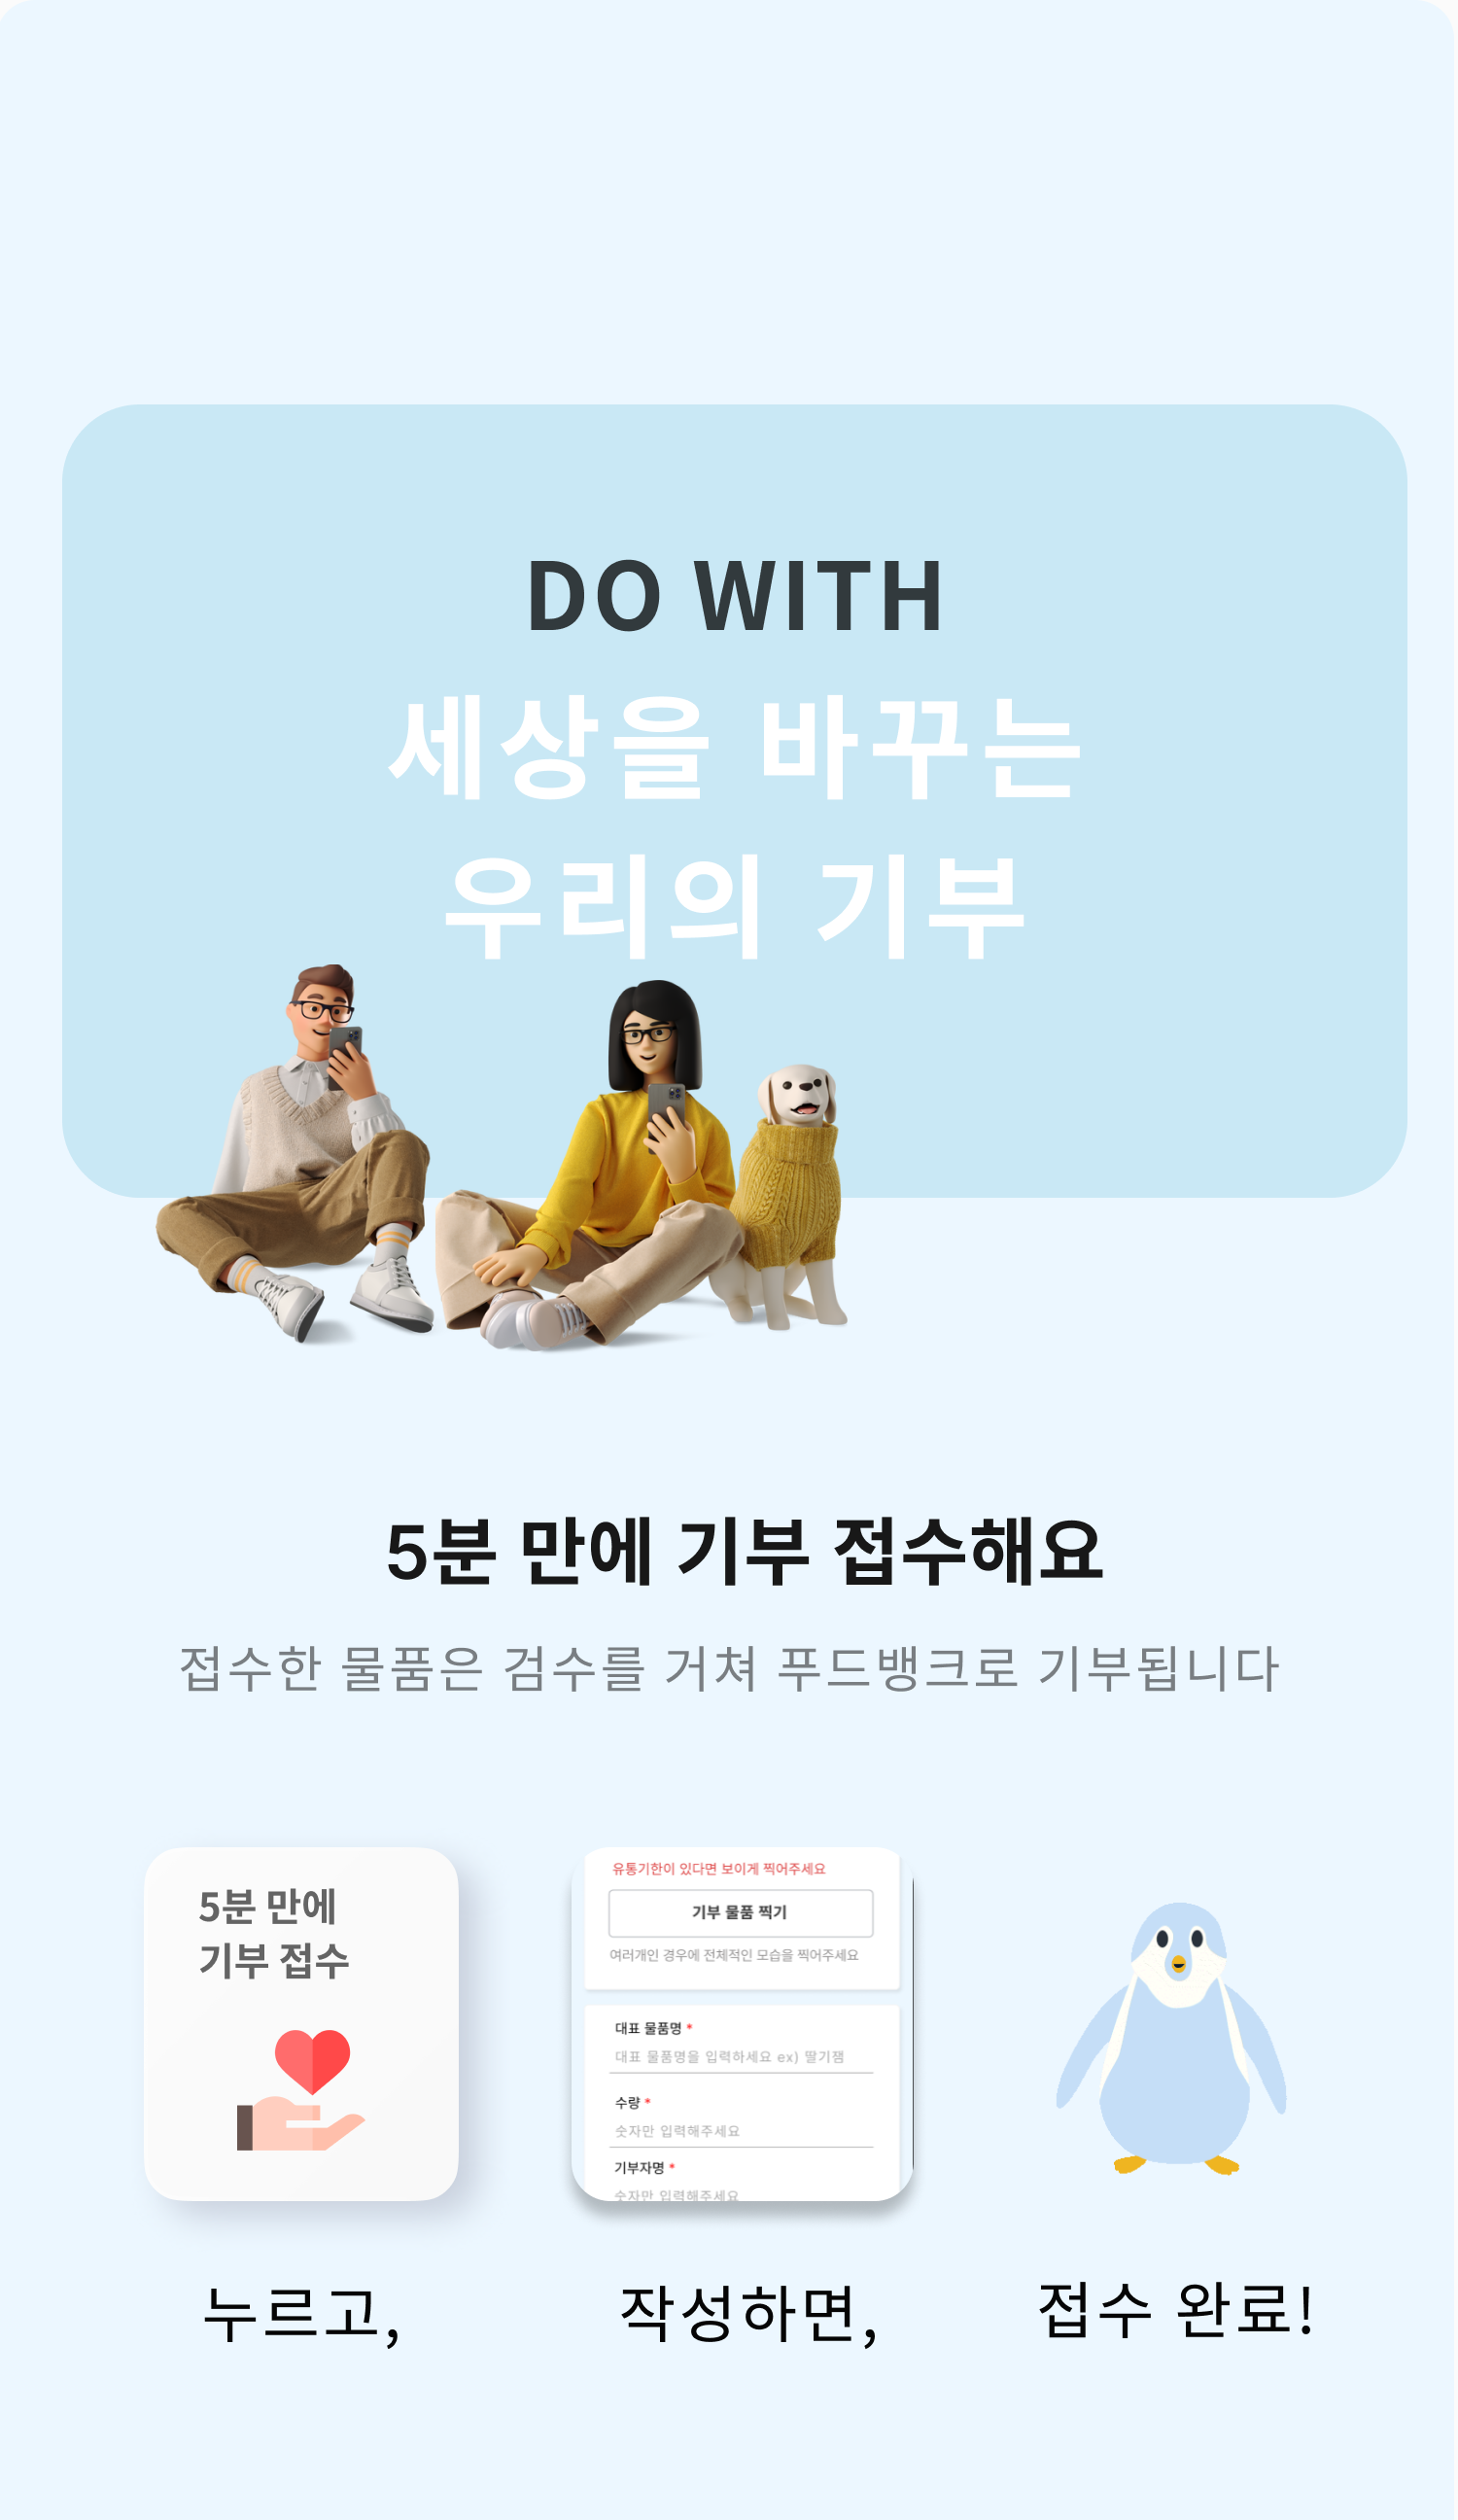 DO WITH
세상을 바꾸는
우리의 기부
5분 만에 기부 접수해요
접수한 물품은 검수를 거쳐 푸드뱅크로 기부됩니다
5분 만에
기부 접수
유통기한이 있다면 보이게 찍어주세요
기부 물품 찍기
여러개인 경우에 전체적인 모습을 찍어주세요
대표 물품명 *
대표 물품명을 입력하세요 ex) 딸기잼
수량 *
숫자만 입력해주세요
기부자명 *
숫자만 입력해주세요
누르고,
작성하면,
접수 완료!